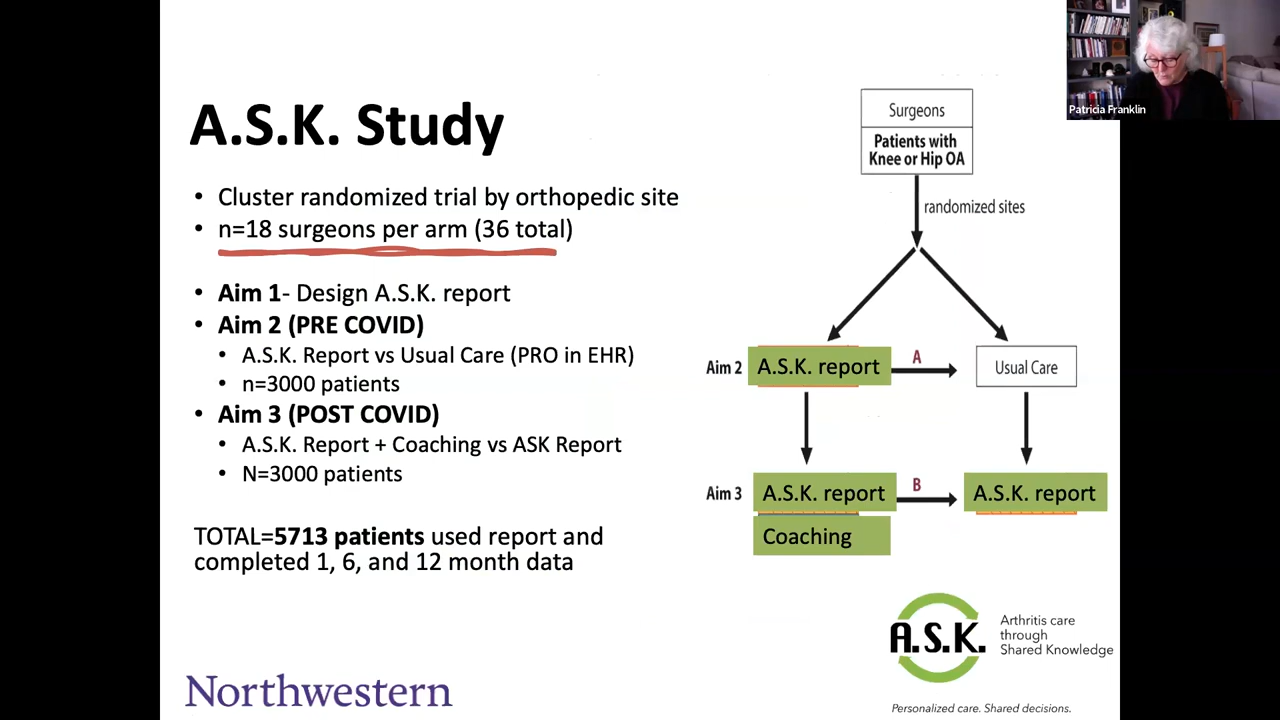 Patricia Franklin
A.S.K. Study
• Cluster randomized trial by orthopedic site
• n=18 surgeons per arm (36 total)
• Aim 1- Design A.S.K. report
• Aim 2 (PRE COVID)
• A.S.K. Report vs Usual Care (PRO in EHR)
• n=3000 patients
• Aim 3 (POST COVID)
• A.S.K. Report + Coaching vs ASK Report
• N=3000 patients
TOTAL=5713 patients used report and
completed 1, 6, and 12 month data
Surgeons
Patients with
Knee or Hip OA
randomized sites
Aim 2
A.S.K. report
A
Usual Care
Aim 3
A.S.K. report
B
A.S.K. report
Coaching
A.S.K.
Arthritis care
through
Shared Knowledge
Personalized care. Shared decisions.
Northwestern